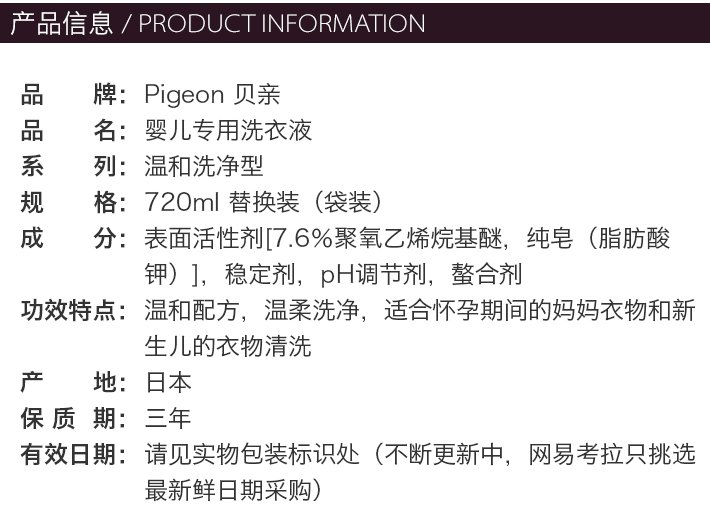 产品信息 / PRODUCT INFORMATION
品牌：Pigeon 贝亲
品名：婴儿专用洗衣液
系列：温和洗净型
规格：720ml 替换装（袋装）
成分：表面活性剂[7.6%聚氧乙烯烷基醚，纯皂（脂肪酸
钾）]，稳定剂，pH调节剂，螯合剂
功效特点：温和配方，温柔洗净，适合怀孕期间的妈妈衣物和新
生儿的衣物清洗
产地：日本
保质期：三年
有效日期：请见实物包装标识处（不断更新中，网易考拉只挑选
最新鲜日期采购）